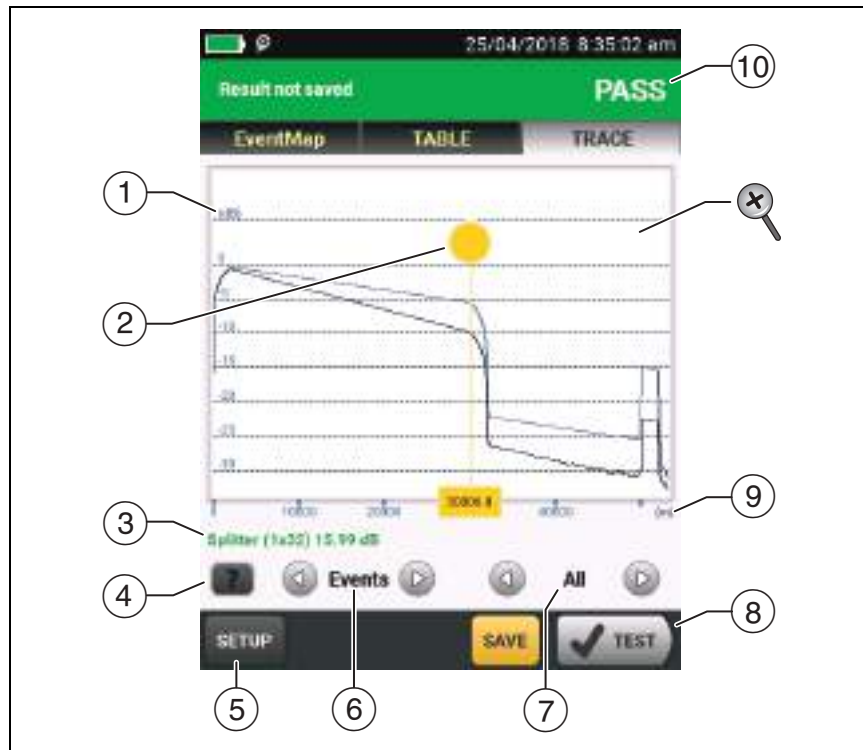 25/04/2018 8:35:02 am
Result not saved
PASS
10
EventMap
TABLE
TRACE
1
(dB)
2
0
-5
-10
-15
-20
-25
-30
0
10000
20000
40000
(m)
9
3
Splitter (1x32) 15.99 dB
4
?
Events
All
SETUP
SAVE
TEST
8
5
6
7